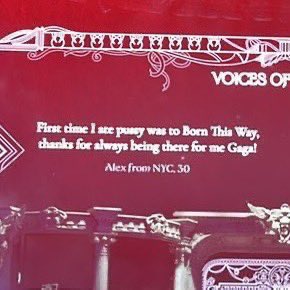 VOICES OF
First time I ate pussy was to Born This Way,
thanks for always being there for me Gaga!
Alex from NYC, 30